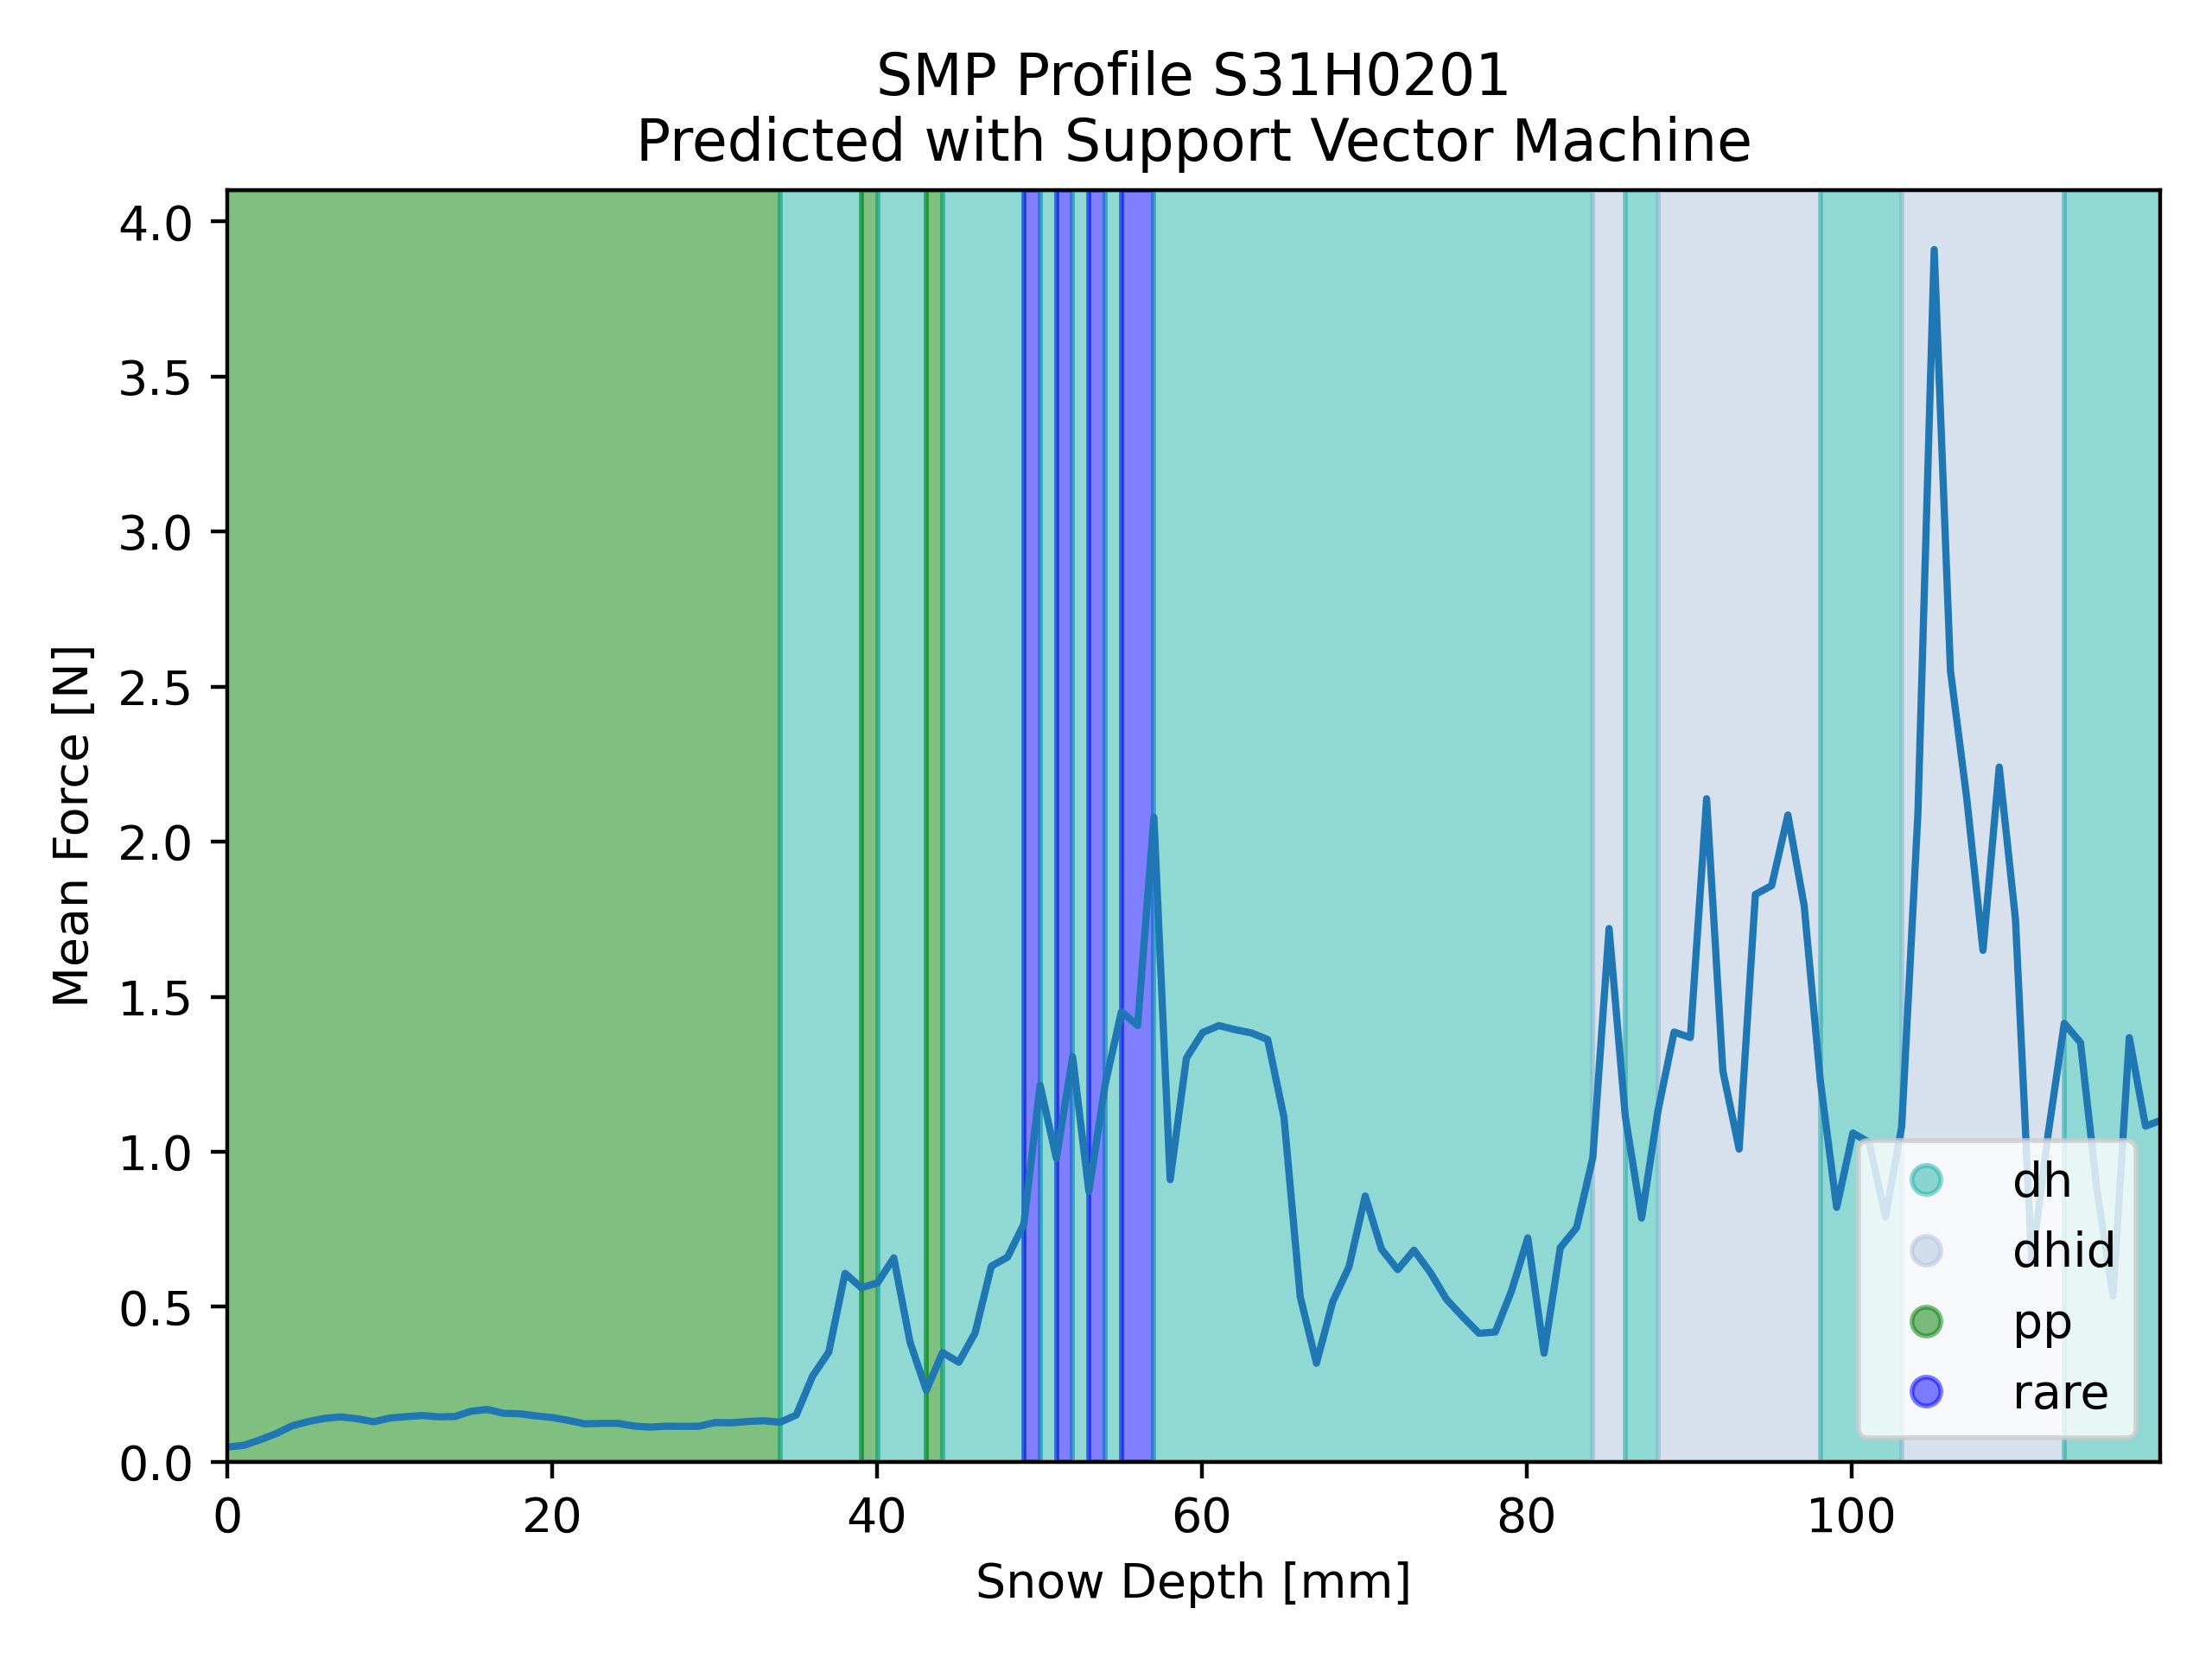 SMP Profile S31H0201
Predicted with Support Vector Machine
4.0
3.5
3.0
2.5
2.0
1.5
1.0
0.5
0.0
Mean Force [N]
dh
dhid
pp
rare
0 20 40 60 80 100
Snow Depth [mm]